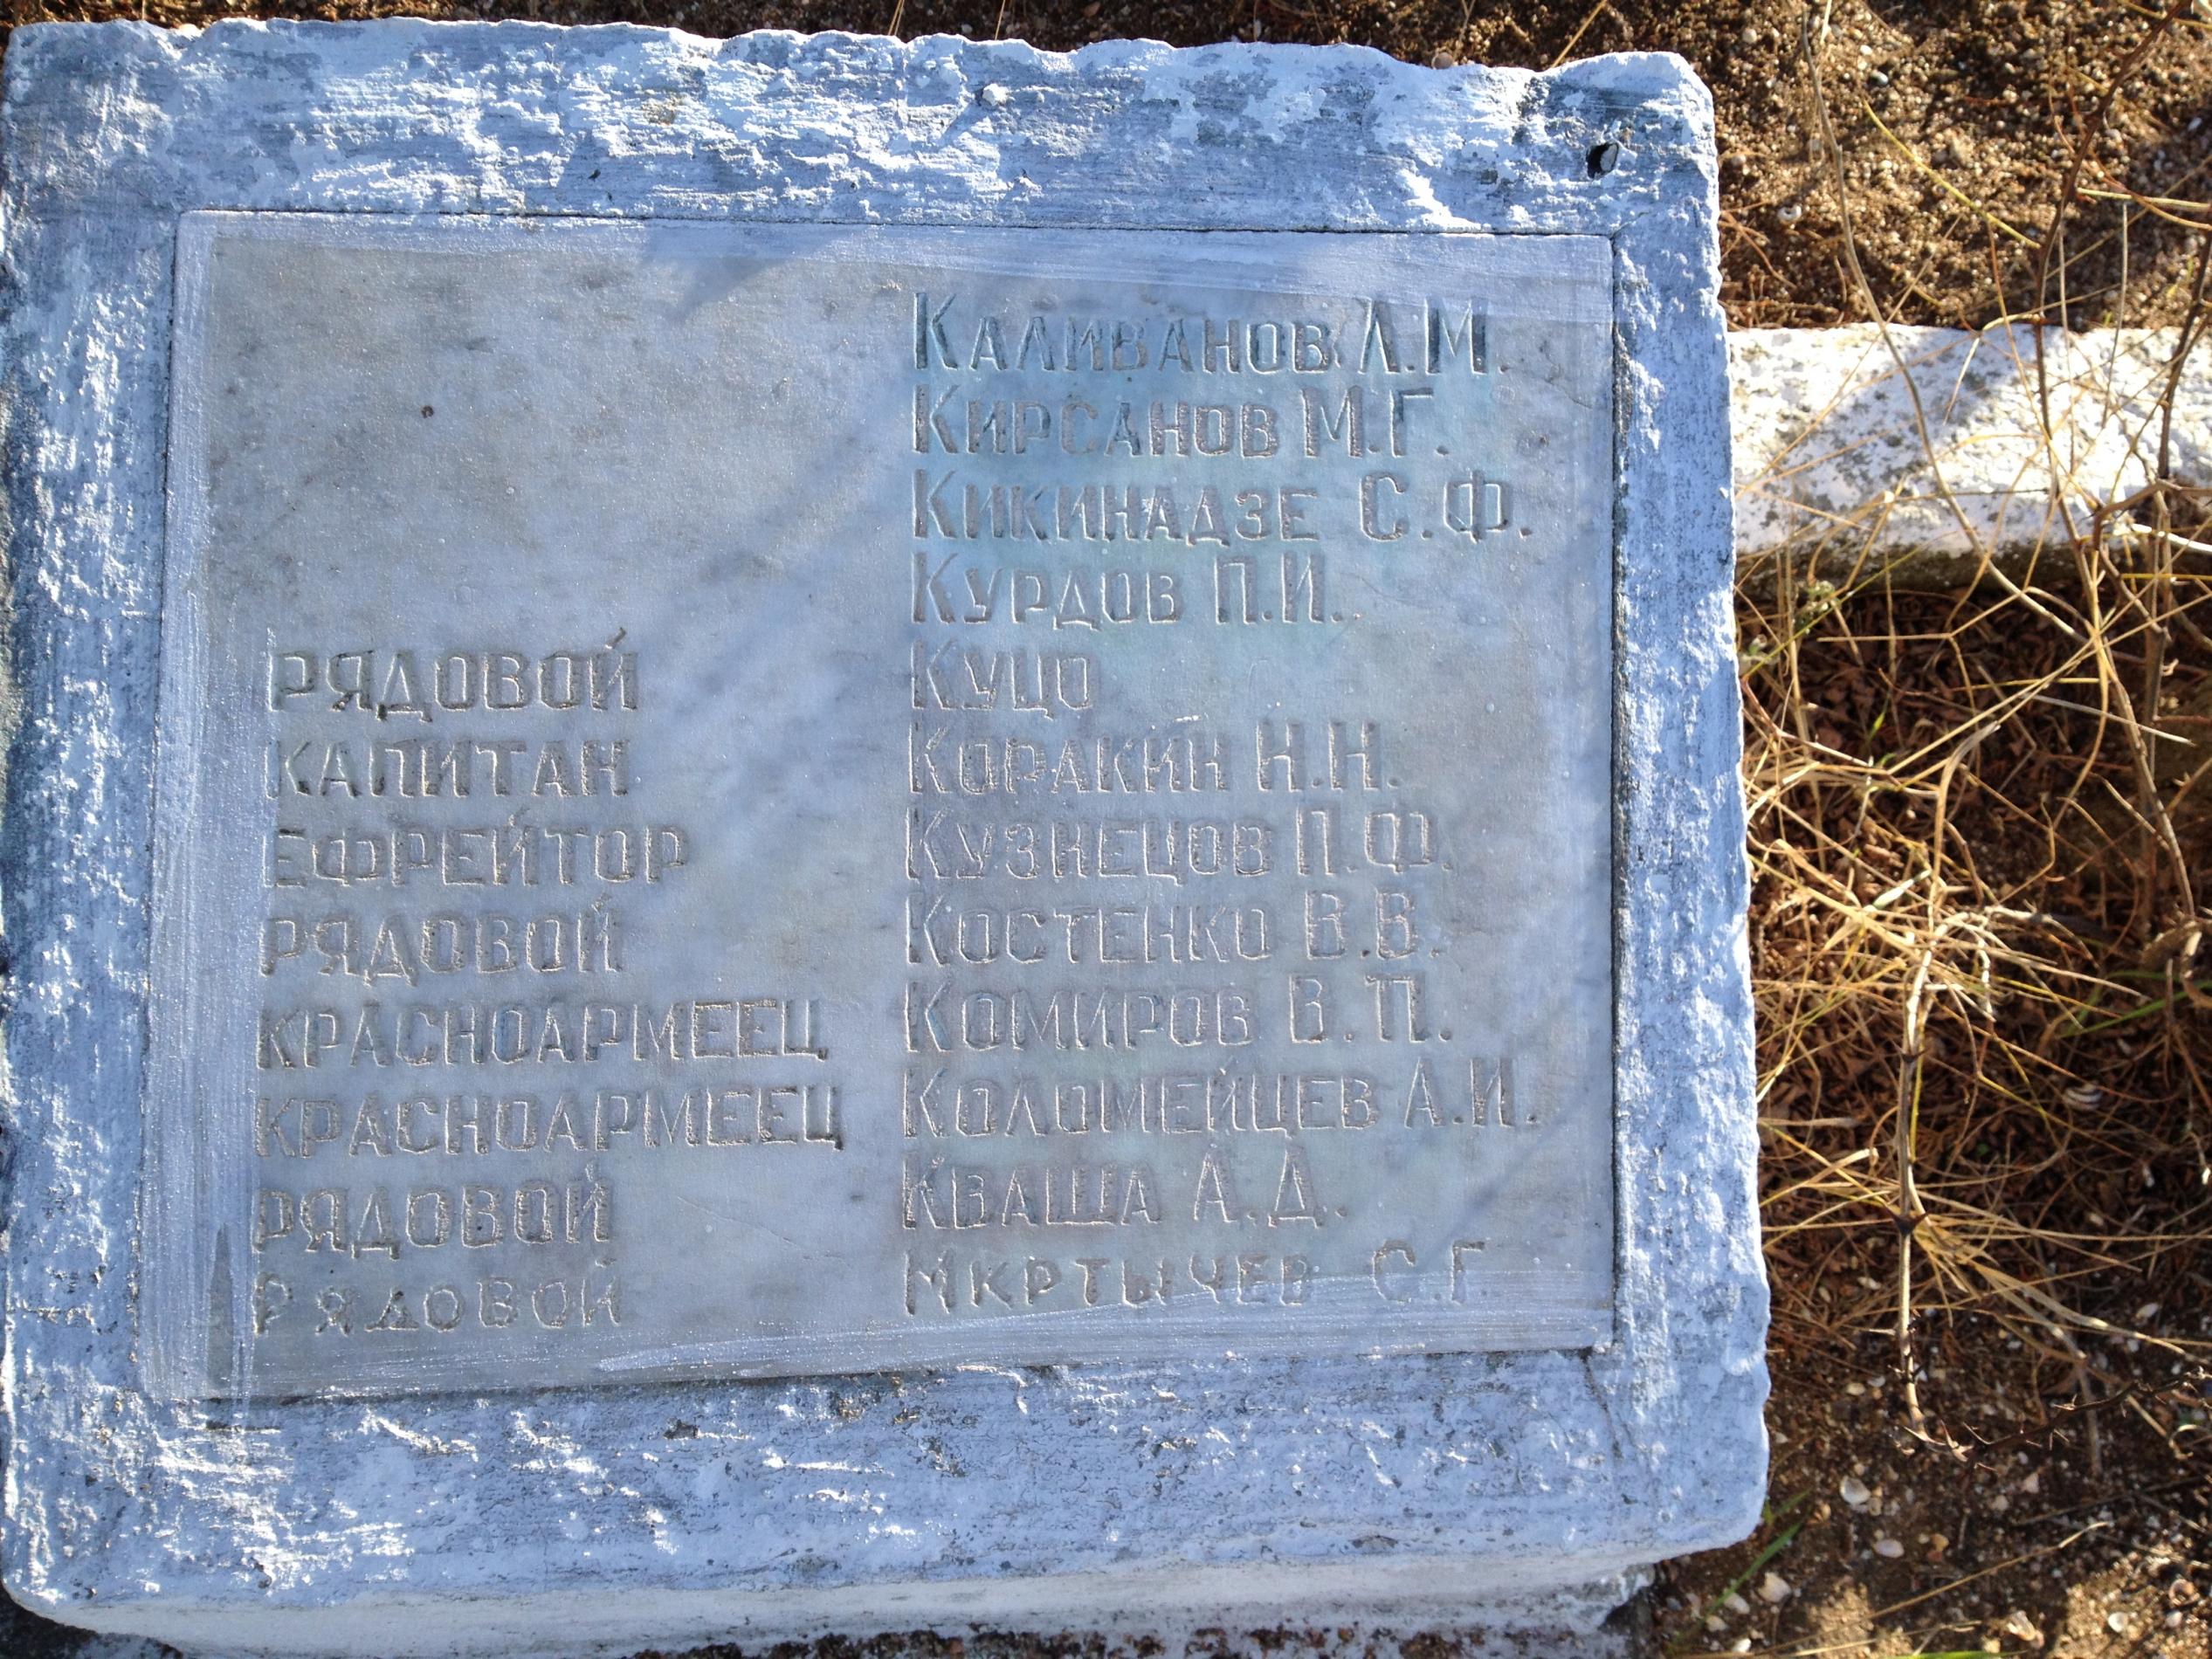 Каливанов Л.М.
Кирсанов М.Г.
Кикинадзе С.Ф.
Курдов П.И.
рядовой Куцо
капитан Коракин Н.Н.
ефрейтор Кузнецов П.Ф.
рядовой Костенко В.В.
красноармеец Комиров В.П.
красноармеец Коломейцев А.И.
рядовой Кваша А.Д.
рядовой Мкртычев С.Г.